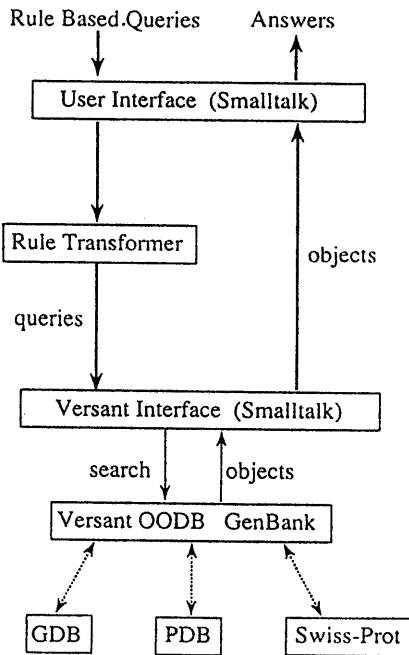 Rule Based.Queries Answers
User Interface (Smalltalk)
Rule Transformer
objects
queries
Versant Interface (Smalltalk)
search objects
Versant OODB GenBank
GDB PDB Swiss-Prot